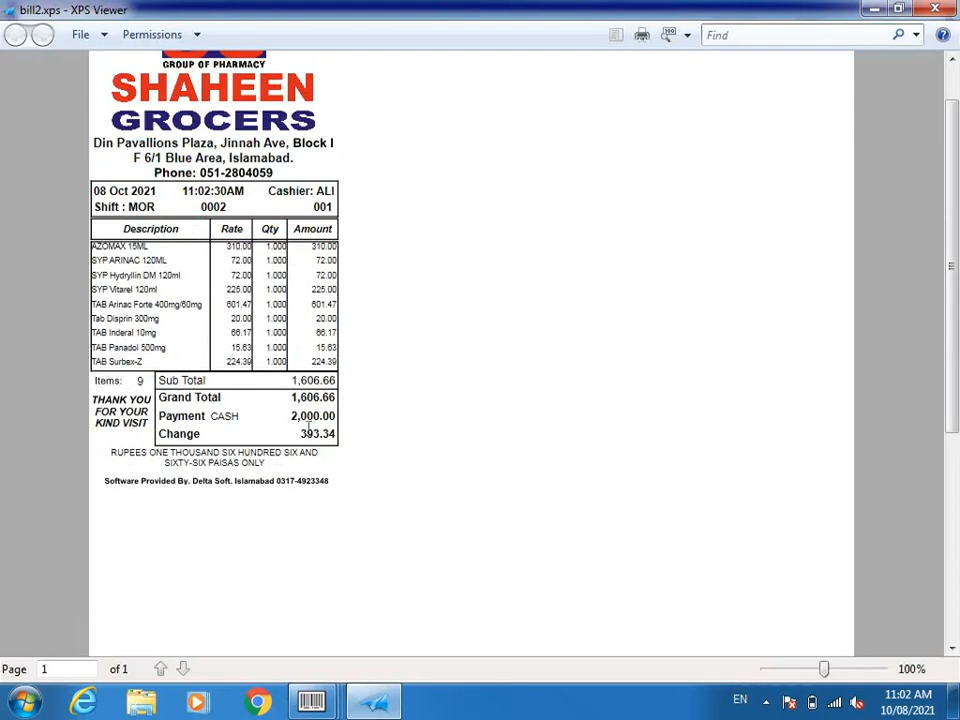 bill2.xps - XPS Viewer
File Permissions Find
GROUP OF PHARMACY
SHAHEEN
GROCERS
Din Pavallions Plaza, Jinnah Ave, Block I
F 6/1 Blue Area, Islamabad.
Phone: 051-2804059
08 Oct 2021 11:02:30AM Cashier: ALI
Shift : MOR 0002 001
Description Rate Qty Amount
AZOMAX 15ML 310.00 1.000 310.00
SYP ARINAC 120ML 72.00 1.000 72.00
SYP Hydryllin DM 120ml 72.00 1.000 72.00
SYP Vitarel 120ml 225.00 1.000 225.00
TAB Arinac Forte 400mg/60mg 601.47 1.000 601.47
Tab Disprin 300mg 20.00 1.000 20.00
TAB Inderal 10mg 66.17 1.000 66.17
TAB Panadol 500mg 15.63 1.000 15.63
TAB Surbex-Z 224.39 1.000 224.39
Items: 9 Sub Total 1,606.66
THANK YOU Grand Total 1,606.66
FOR YOUR Payment CASH 2,000.00
KIND VISIT Change 393.34
RUPEES ONE THOUSAND SIX HUNDRED SIX AND
SIXTY-SIX PAISAS ONLY
Software Provided By. Delta Soft. Islamabad 0317-4923348
Page 1 of 1 100%
EN 11:02 AM
10/08/2021